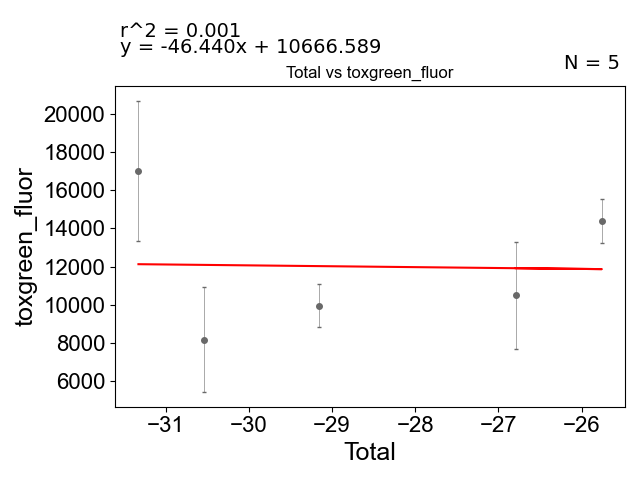 r^2 = 0.001
y = -46.440x + 10666.589
N = 5
Total vs toxgreen_fluor
20000
18000
16000
14000
12000
10000
8000
6000
toxgreen_fluor
−31
−30
−29
−28
−27
−26
Total